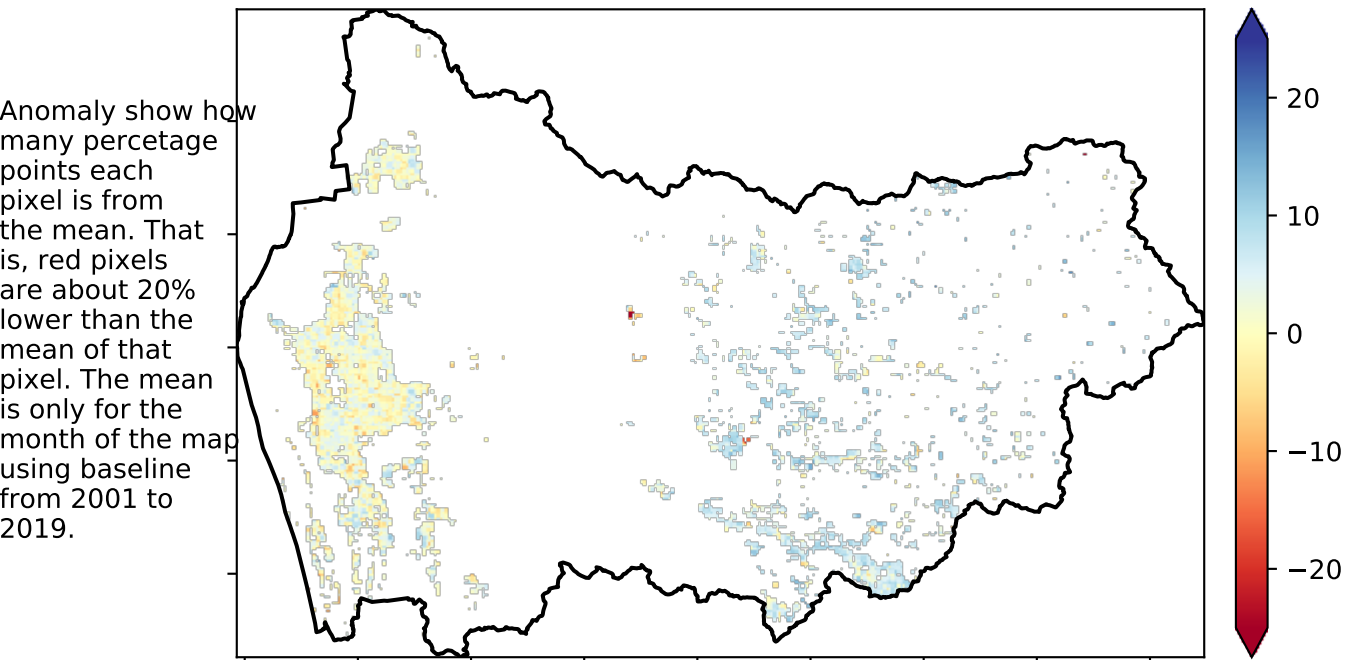 Anomaly show how
many percetage
points each
pixel is from
the mean. That
is, red pixels
are about 20%
lower than the
mean of that
pixel. The mean
is only for the
month of the map
using baseline
from 2001 to
2019.
20
10
0
−10
−20